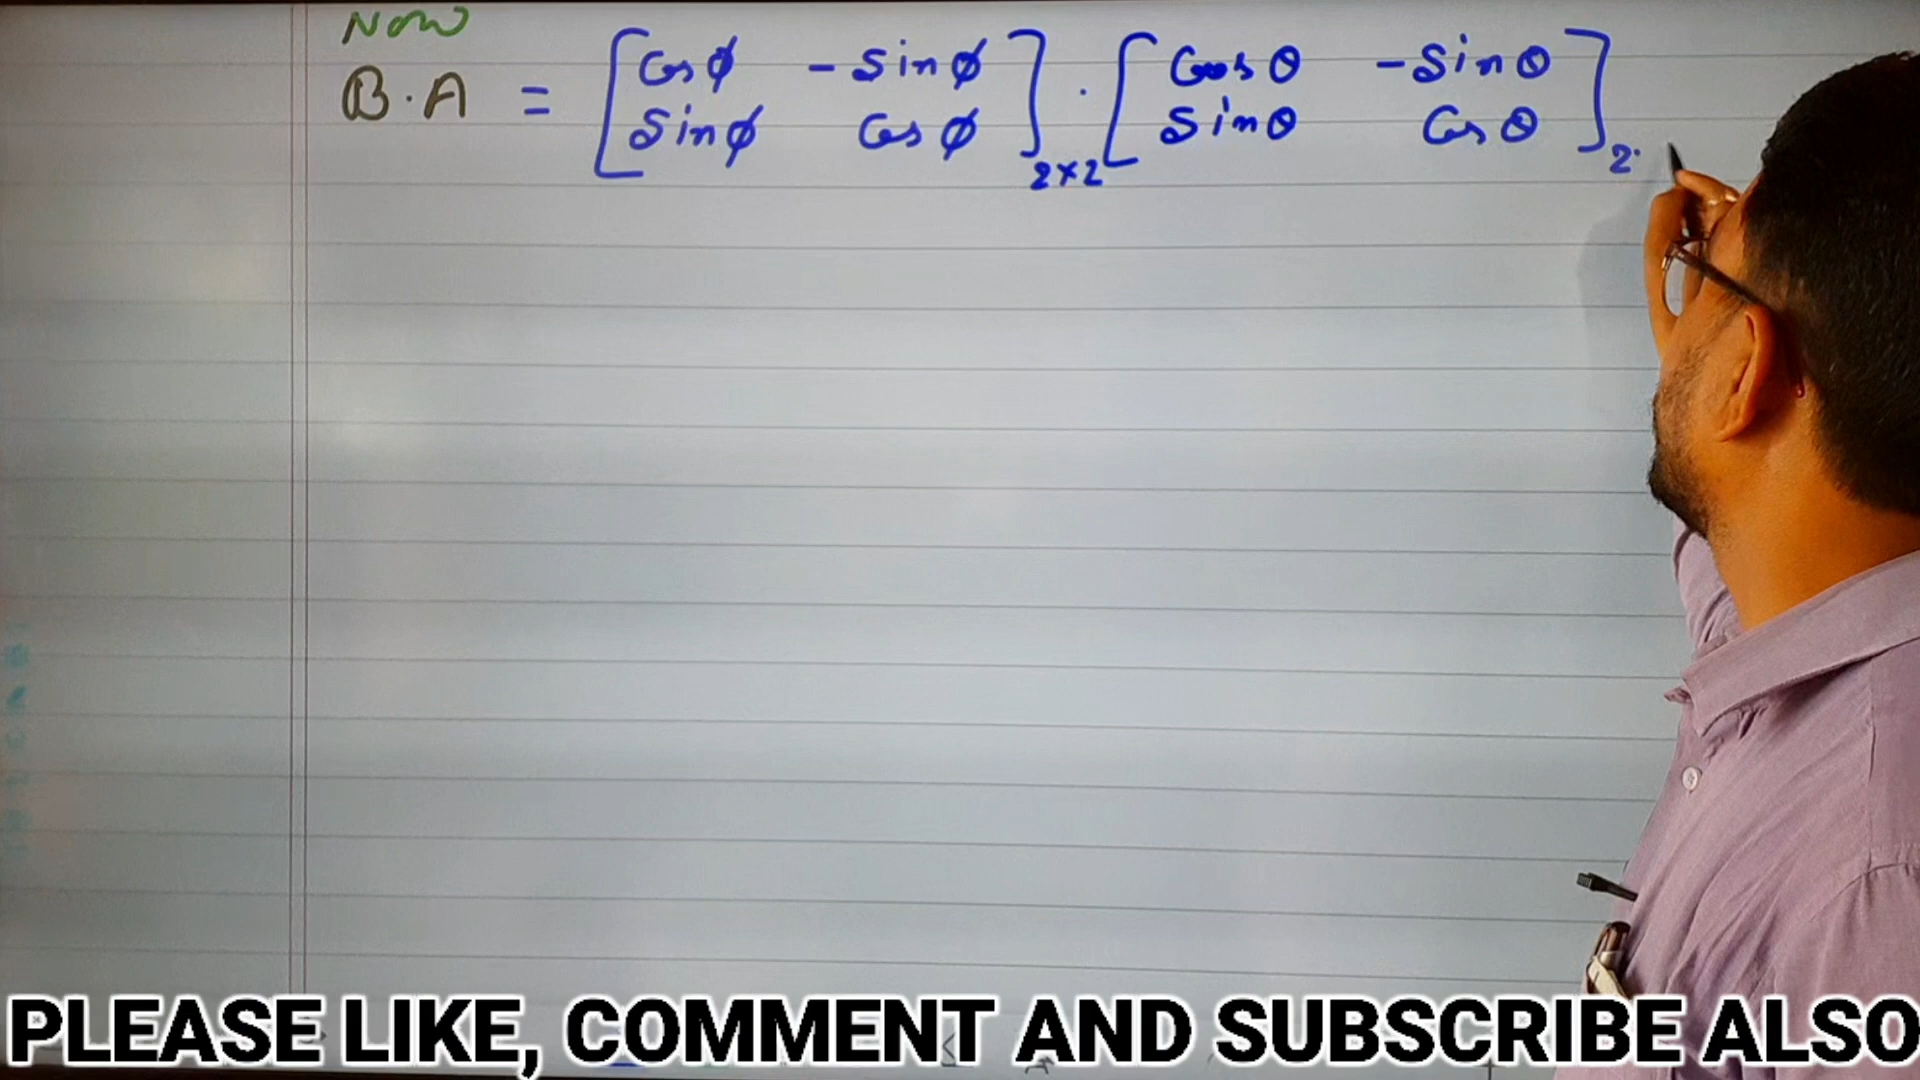 Now
B.A = [cosφ -sinφ sinφ cosφ]2×2 . [cosθ -sinθ sinθ cosθ]2
PLEASE LIKE, COMMENT AND SUBSCRIBE ALSO